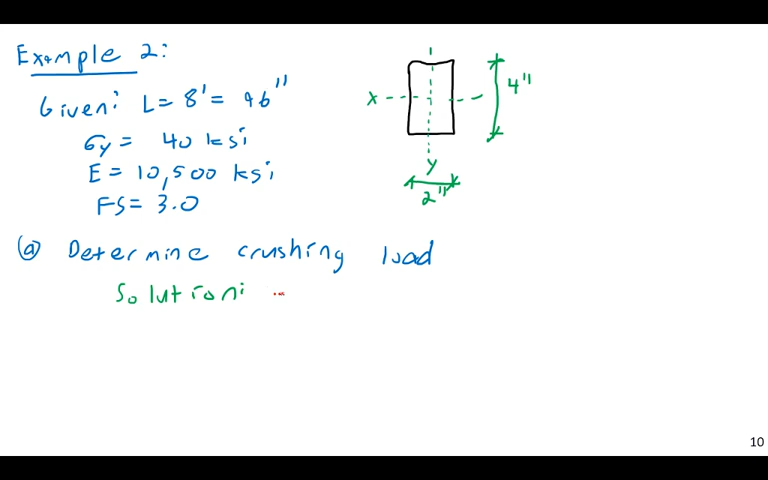 Example 2:
Given: L= 8' = 96"
σy = 40 ksi
E = 10,500 ksi
FS= 3.0
x
4"
y
2"
(a) Determine crushing load
Solution:
10